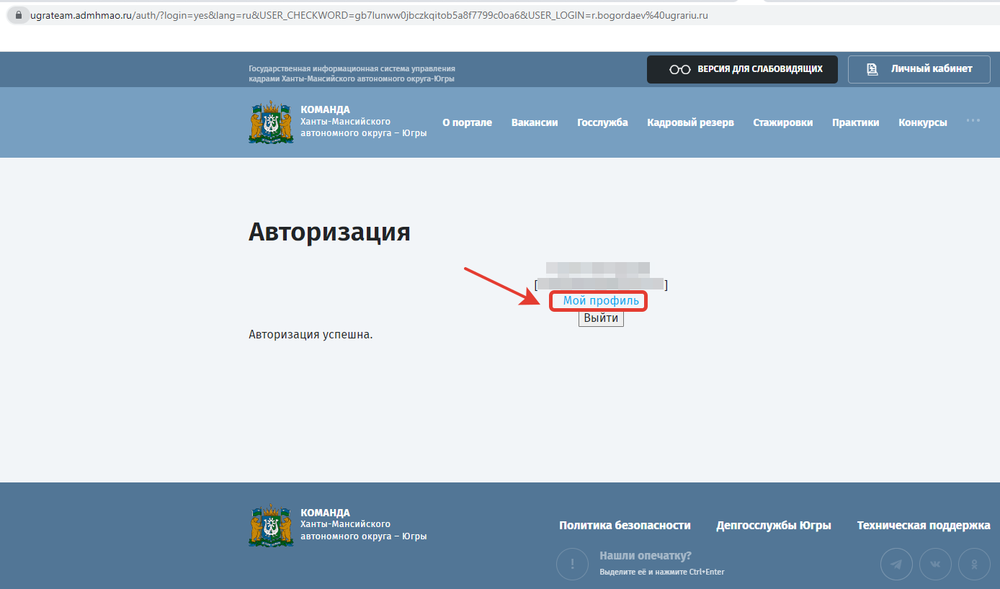 ugrateam.admhmao.ru/auth/?login=yes&lang=ru&USER_CHECKWORD=gb7lunww0jbczkqitob5a8f7799c0oa6&USER_LOGIN=r.bogordaev%40ugrariu.ru
Государственная информационная система управления
кадрами Ханты-Мансийского автономного округа-Югры
ВЕРСИЯ ДЛЯ СЛАБОВИДЯЩИХ
Личный кабинет
КОМАНДА
Ханты-Мансийского
автономного округа – Югры
О портале Вакансии Госслужба Кадровый резерв Стажировки Практики Конкурсы ...
Авторизация
[ ]
Мой профиль
Выйти
Авторизация успешна.
КОМАНДА
Ханты-Мансийского
автономного округа – Югры
Политика безопасности Депгосслужбы Югры Техническая поддержка
!
Нашли опечатку?
Выделите её и нажмите Ctrl+Enter